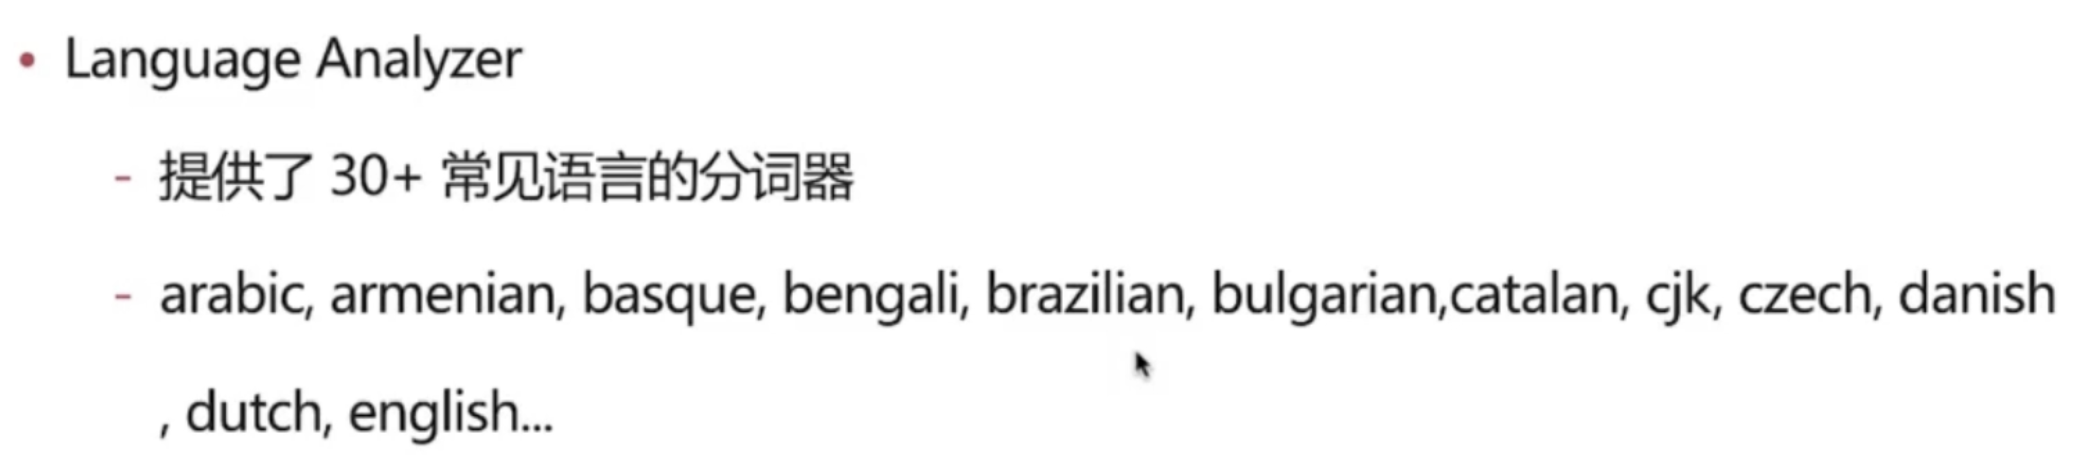 • Language Analyzer
- 提供了 30+ 常见语言的分词器
- arabic, armenian, basque, bengali, brazilian, bulgarian,catalan, cjk, czech, danish
, dutch, english...